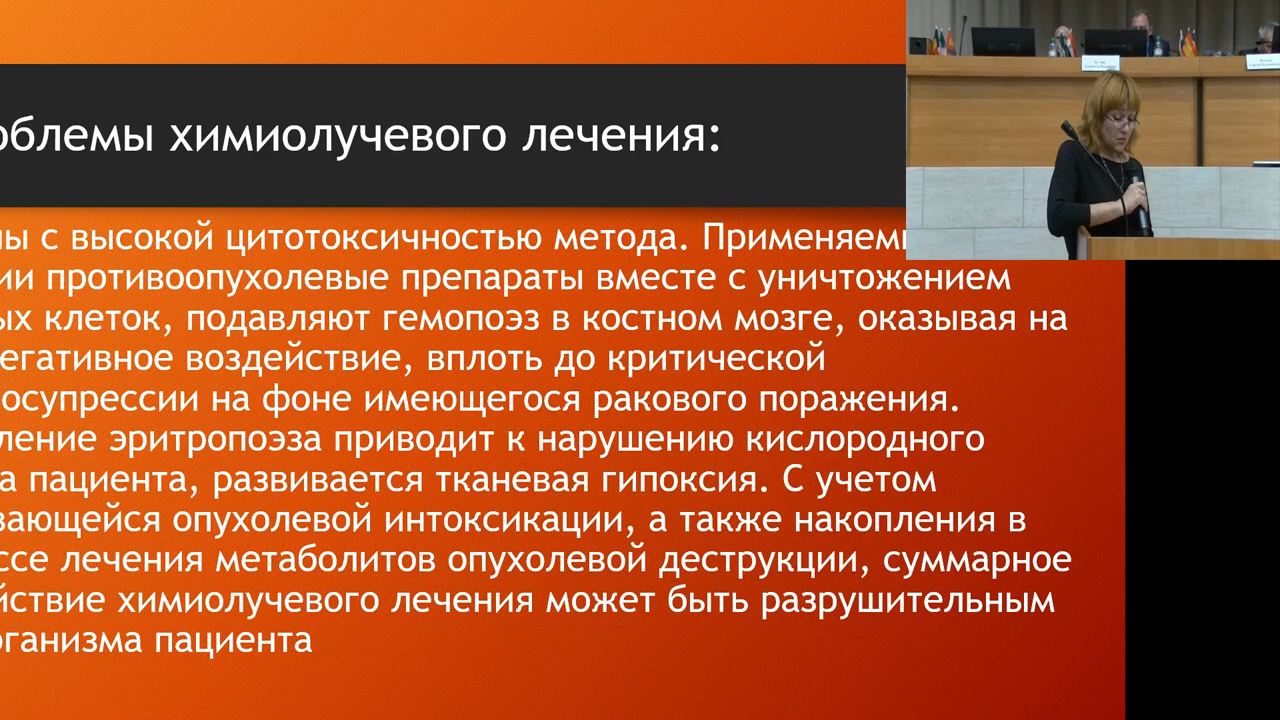 облемы химиолучевого лечения:
ны с высокой цитотоксичностью метода. Применяем
ии противоопухолевые препараты вместе с уничтожением
ых клеток, подавляют гемопоэз в костном мозге, оказывая на
егативное воздействие, вплоть до критической
осупрессии на фоне имеющегося ракового поражения.
ление эритропоэза приводит к нарушению кислородного
а пациента, развивается тканевая гипоксия. С учетом
вающейся опухолевой интоксикации, а также накопления в
ссе лечения метаболитов опухолевой деструкции, суммарное
йствие химиолучевого лечения может быть разрушительным
рганизма пациента